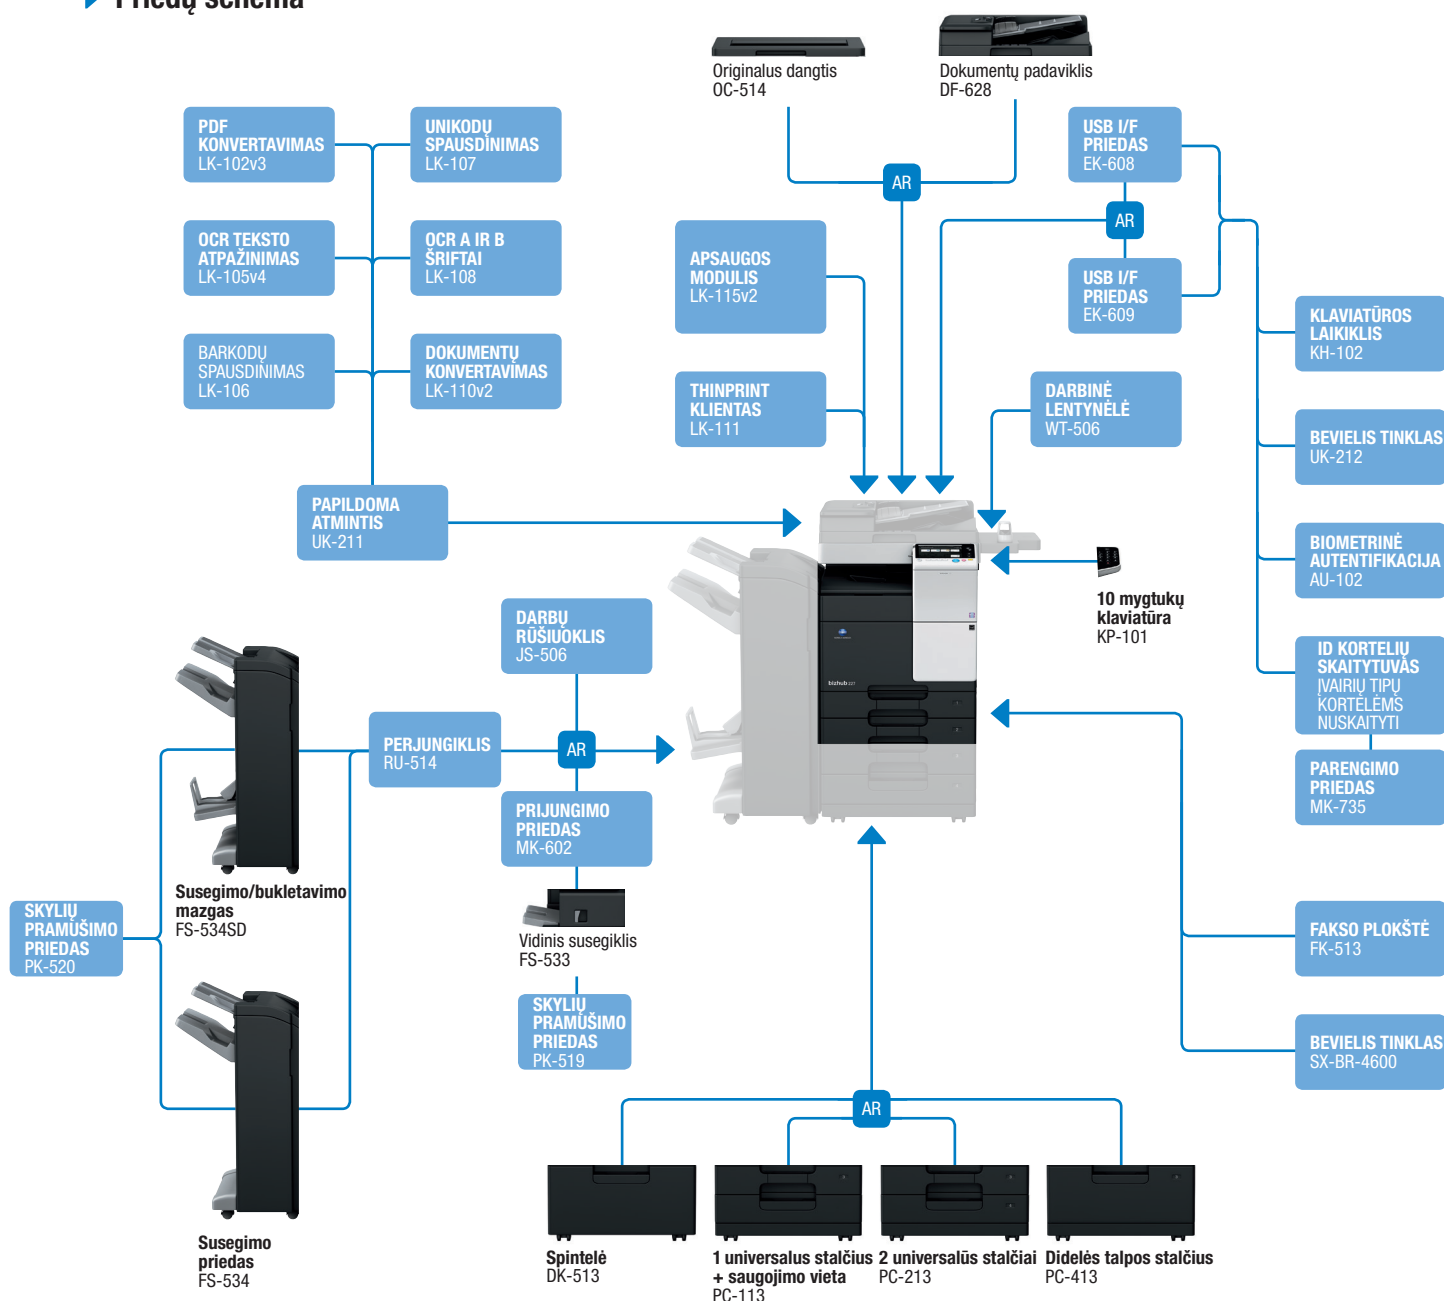 Priedų schema
Originalus dangtis
OC-514
Dokumentų padaviklis
DF-628
PDF
KONVERTAVIMAS
LK-102v3
UNIKODŲ
SPAUSDINIMAS
LK-107
USB I/F
PRIEDAS
EK-608
AR
AR
OCR TEKSTO
ATPAŽINIMAS
LK-105v4
OCR A IR B
ŠRIFTAI
LK-108
APSAUGOS
MODULIS
LK-115v2
USB I/F
PRIEDAS
EK-609
KLAVIATŪROS
LAIKIKLIS
KH-102
BARKODŲ
SPAUSDINIMAS
LK-106
DOKUMENTŲ
KONVERTAVIMAS
LK-110v2
THINPRINT
KLIENTAS
LK-111
DARBINĖ
LENTYNĖLĖ
WT-506
BEVIELIS TINKLAS
UK-212
PAPILDOMA
ATMINTIS
UK-211
BIOMETRINĖ
AUTENTIFIKACIJA
AU-102
10 mygtukų
klaviatūra
KP-101
DARBŲ
RŪŠIUOKLIS
JS-506
ID KORTELIŲ
SKAITYTUVAS
ĮVAIRIŲ TIPŲ
KORTELĖMS
NUSKAITYTI
bizhub 227
PERJUNGIKLIS
RU-514
AR
PARENGIMO
PRIEDAS
MK-735
PRIJUNGIMO
PRIEDAS
MK-602
Susegimo/bukletavimo
mazgas
FS-534SD
SKYLIŲ
PRAMUŠIMO
PRIEDAS
PK-520
Vidinis susegiklis
FS-533
FAKSO PLOKŠTĖ
FK-513
SKYLIŲ
PRAMUŠIMO
PRIEDAS
PK-519
BEVIELIS TINKLAS
SX-BR-4600
AR
Susegimo
priedas
FS-534
Spintelė
DK-513
1 universalus stalčius
+ saugojimo vieta
PC-113
2 universalūs stalčiai
PC-213
Didelės talpos stalčius
PC-413